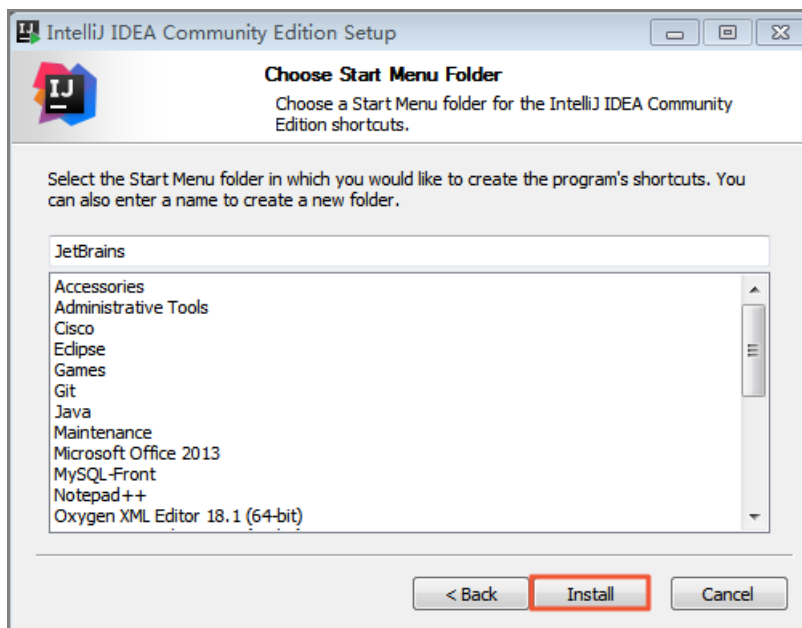 IntelliJ IDEA Community Edition Setup
IJ
Choose Start Menu Folder
Choose a Start Menu folder for the IntelliJ IDEA Community
Edition shortcuts.
Select the Start Menu folder in which you would like to create the program's shortcuts. You
can also enter a name to create a new folder.
JetBrains
Accessories
Administrative Tools
Cisco
Eclipse
Games
Git
Java
Maintenance
Microsoft Office 2013
MySQL-Front
Notepad++
Oxygen XML Editor 18.1 (64-bit)
< Back
Install
Cancel